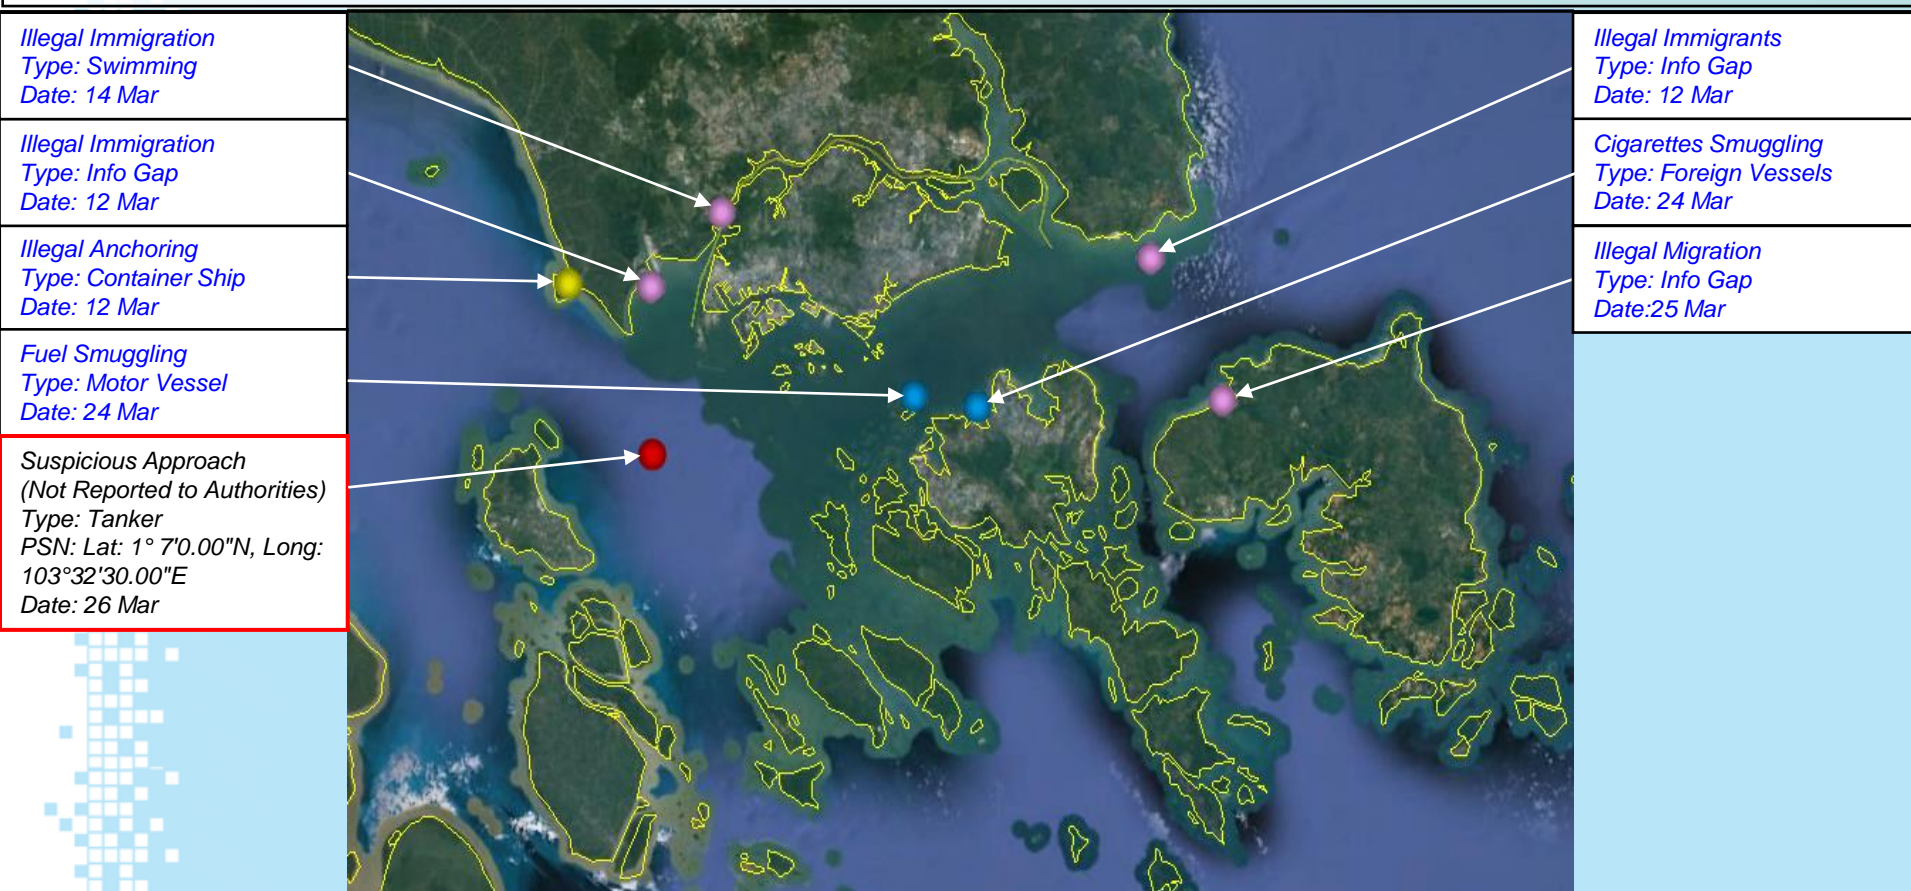 Illegal Immigration
Type: Swimming
Date: 14 Mar
Illegal Immigration
Type: Info Gap
Date: 12 Mar
Illegal Anchoring
Type: Container Ship
Date: 12 Mar
Fuel Smuggling
Type: Motor Vessel
Date: 24 Mar
Suspicious Approach
(Not Reported to Authorities)
Type: Tanker
PSN: Lat: 1° 7'0.00"N, Long:
103°32'30.00"E
Date: 26 Mar
Illegal Immigrants
Type: Info Gap
Date: 12 Mar
Cigarettes Smuggling
Type: Foreign Vessels
Date: 24 Mar
Illegal Migration
Type: Info Gap
Date:25 Mar